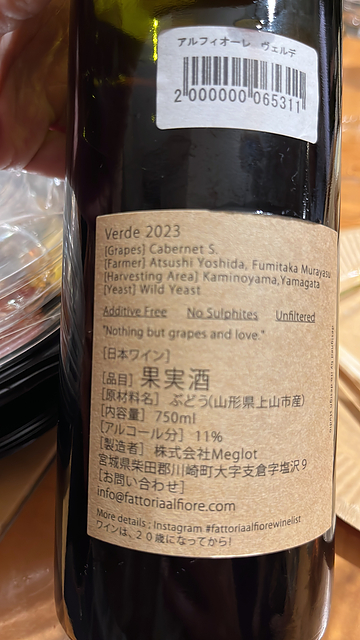 アルフィオーレ ヴェルデ
2 000000 065311
Verde 2023
[Grapes] Cabernet S.
[Farmer] Atsushi Yoshida, Fumitaka Murayasu
[Harvesting Area] Kaminoyama,Yamagata
[Yeast] Wild Yeast
Additive Free No Sulphites Unfiltered
"Nothing but grapes and love."
[日本ワイン]
[品目] 果実酒
[原材料名] ぶどう(山形県上山市産)
[内容量] 750ml
[アルコール分] 11%
[製造者] 株式会社Meglot
宮城県柴田郡川崎町大字支倉字塩沢9
[お問い合わせ]
info@fattoriaalfiore.com
More details ; Instagram #fattoriaalfiorewinelist
ワインは、20歳になってから!